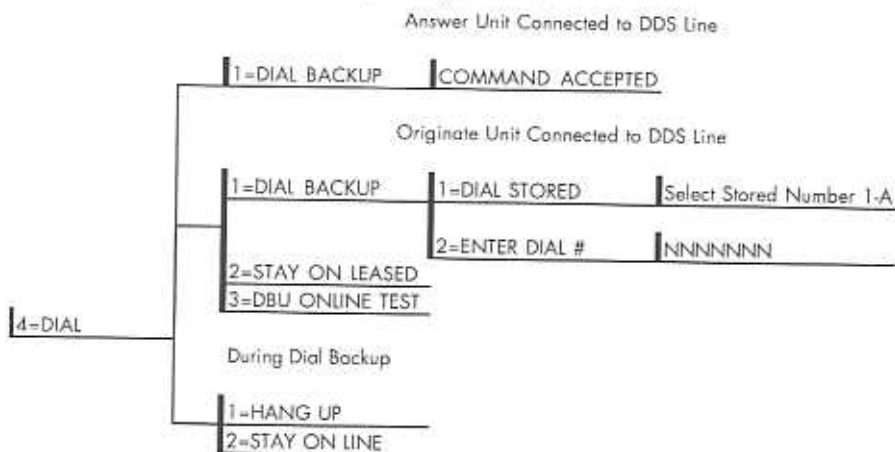 Answer Unit Connected to DDS Line
1=DIAL BACKUP COMMAND ACCEPTED
Originate Unit Connected to DDS Line
1=DIAL BACKUP 1=DIAL STORED Select Stored Number 1-A
2=ENTER DIAL # NNNNNNN
2=STAY ON LEASED
3=DBU ONLINE TEST
4=DIAL
During Dial Backup
1=HANG UP
2=STAY ON LINE